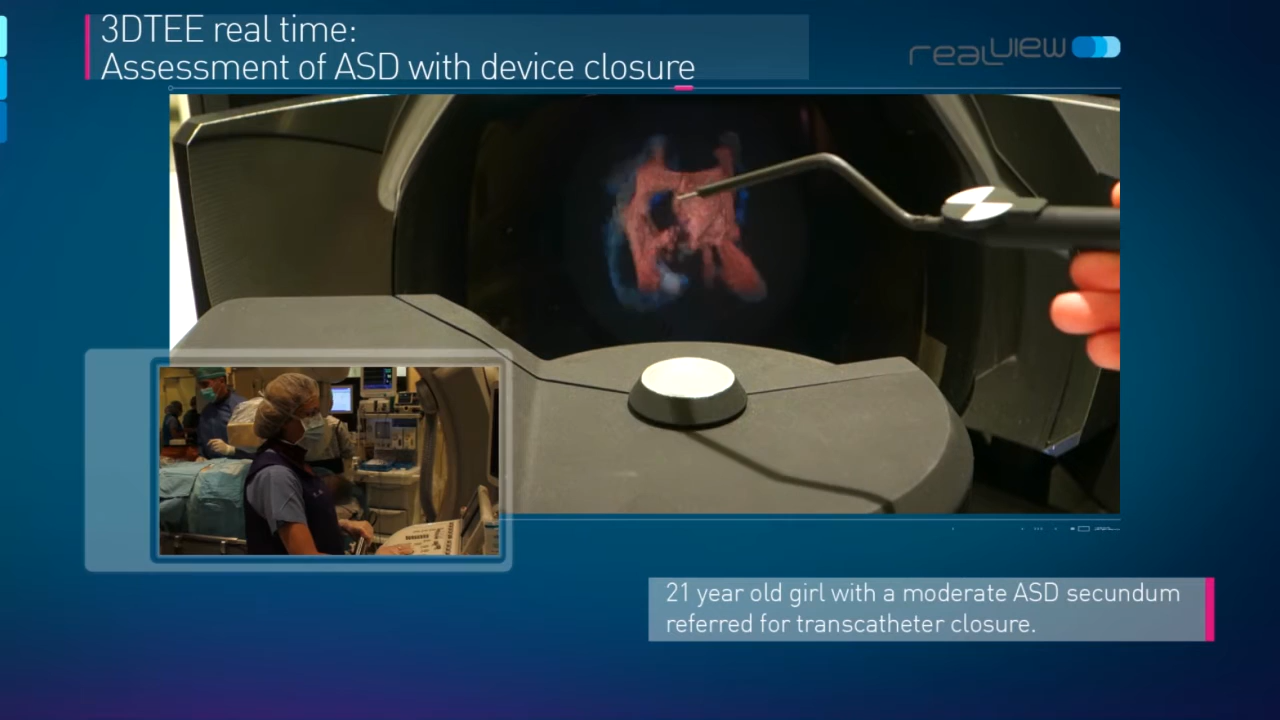 3DTEE real time:
Assessment of ASD with device closure
realview
21 year old girl with a moderate ASD secundum
referred for transcatheter closure.